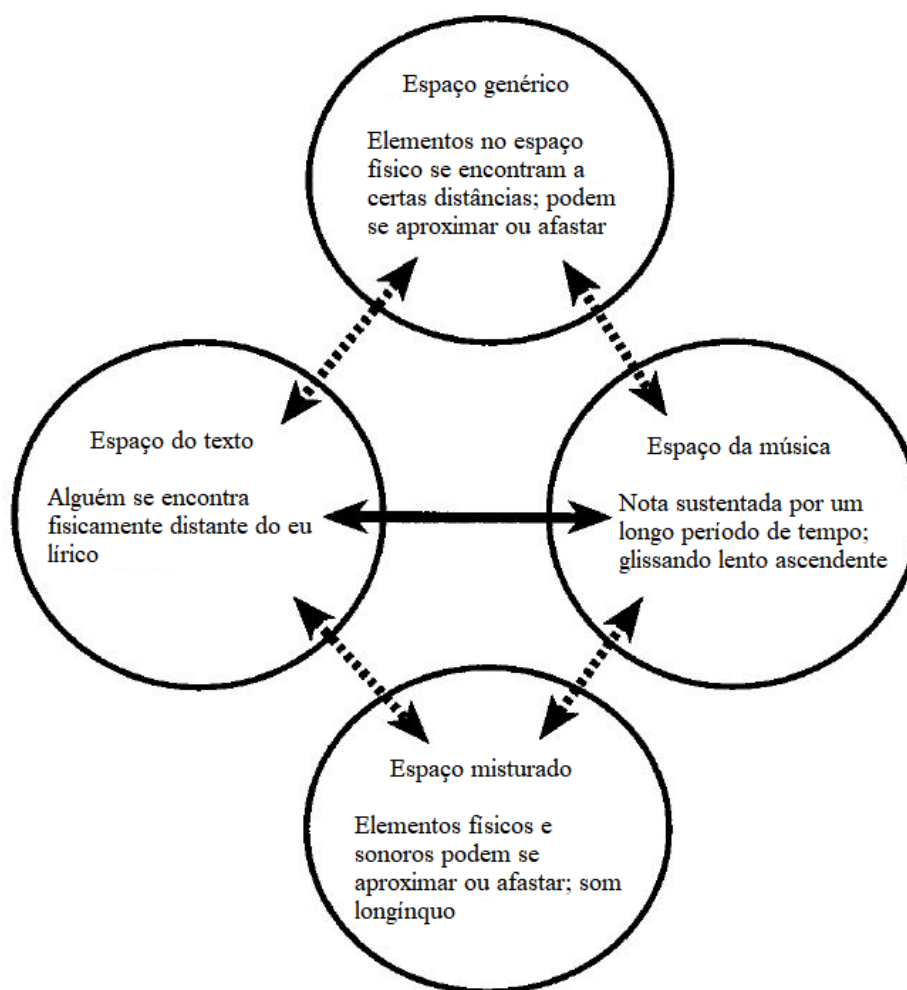 Espaço genérico
Elementos no espaço
físico se encontram a
certas distâncias; podem
se aproximar ou afastar
Espaço do texto
Alguém se encontra
fisicamente distante do eu
lírico
Espaço da música
Nota sustentada por um
longo período de tempo;
glissando lento ascendente
Espaço misturado
Elementos físicos e
sonoros podem se
aproximar ou afastar; som
longínquo